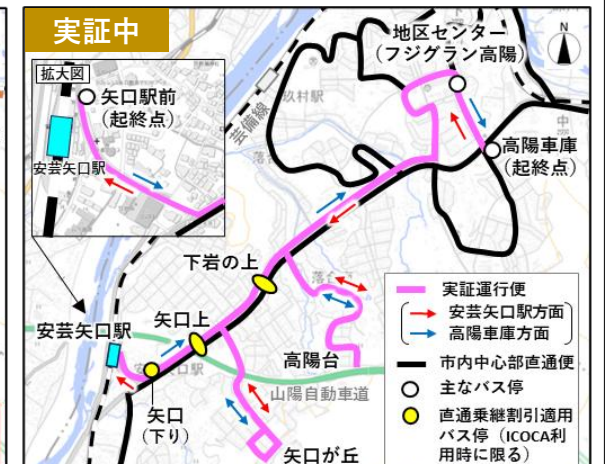 実証中
地区センター
（フジグラン高陽）
N
拡大図
矢口駅前
（起終点）
安芸矢口駅
芸備線
玖村駅
中
高陽車庫
（起終点）
下岩の上
矢口上
安芸矢口駅
高陽台
山陽自動車道
矢口
（下り）
矢口が丘
実証運行便
安芸矢口駅方面
高陽車庫方面
市内中心部直通便
主なバス停
直通乗継割引適用
バス停（ICOCA利
用時に限る）